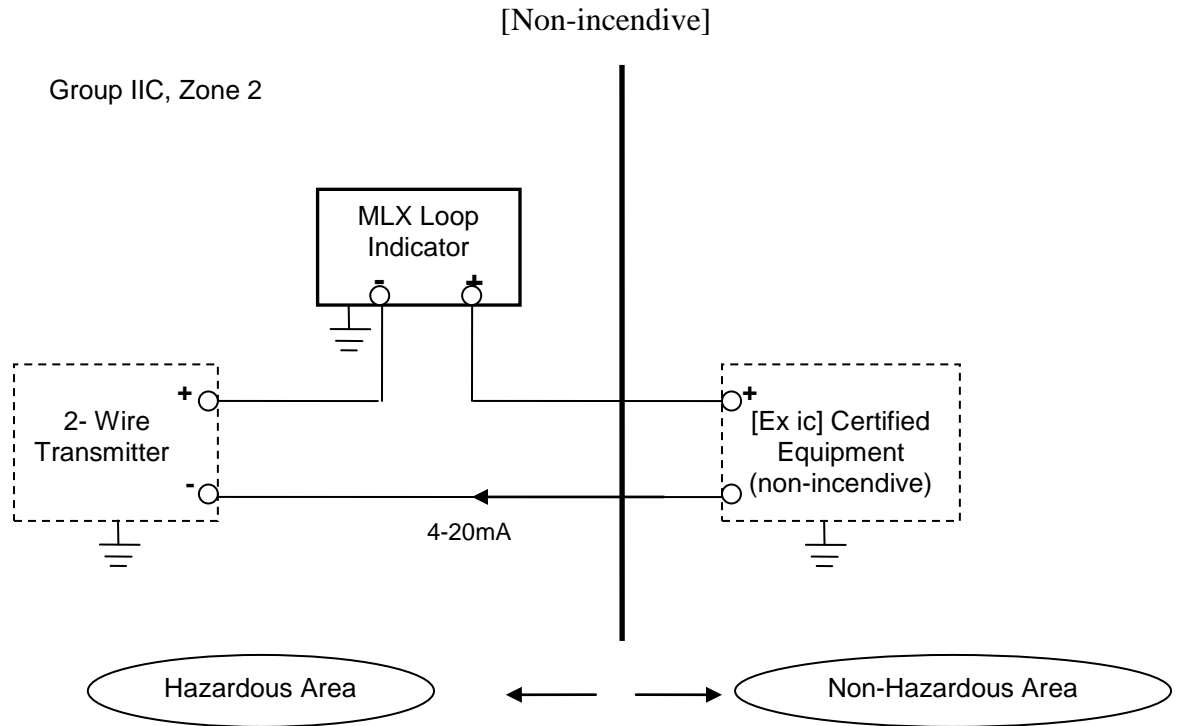 [Non-incendive]
Group IIC, Zone 2
MLX Loop
Indicator
-
+
+
2- Wire
Transmitter
-
+
[Ex ic] Certified
Equipment
(non-incendive)
4-20mA
Hazardous Area
Non-Hazardous Area